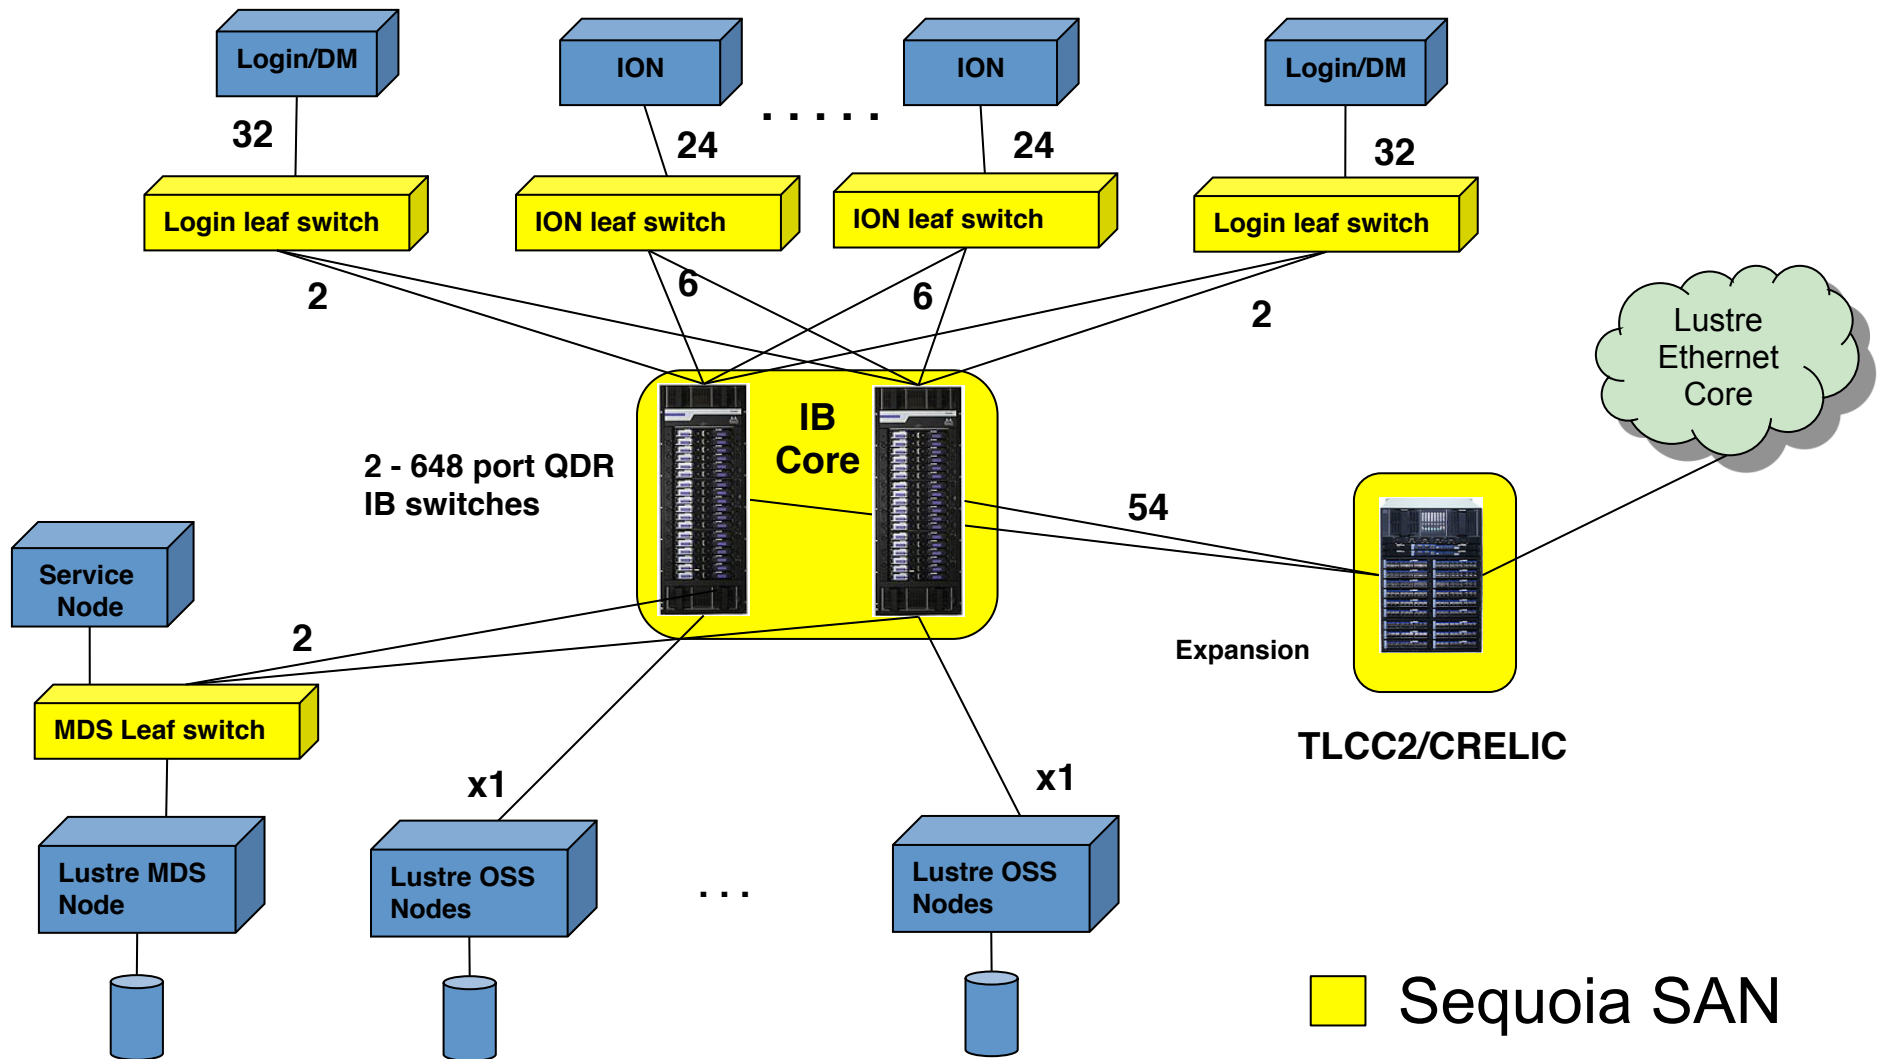 Login/DM
ION
ION
Login/DM
. . . . .
32
24
24
32
Login leaf switch
ION leaf switch
ION leaf switch
Login leaf switch
2
6
6
2
Lustre
Ethernet
Core
IB
Core
2 - 648 port QDR
IB switches
54
Service
Node
2
Expansion
MDS Leaf switch
TLCC2/CRELIC
x1
x1
Lustre MDS
Node
Lustre OSS
Nodes
. . .
Lustre OSS
Nodes
Sequoia SAN